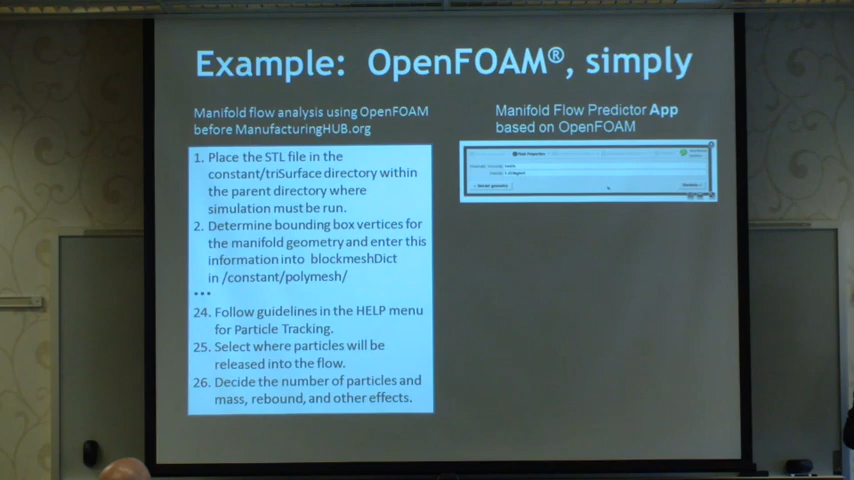 Example: OpenFOAM®, simply
Manifold flow analysis using OpenFOAM
before ManufacturingHUB.org
1. Place the STL file in the
constant/triSurface directory within
the parent directory where
simulation must be run.
2. Determine bounding box vertices for
the manifold geometry and enter this
information into blockmeshDict
in /constant/polymesh/
•••
24. Follow guidelines in the HELP menu
for Particle Tracking.
25. Select where particles will be
released into the flow.
26. Decide the number of particles and
mass, rebound, and other effects.
Manifold Flow Predictor App
based on OpenFOAM